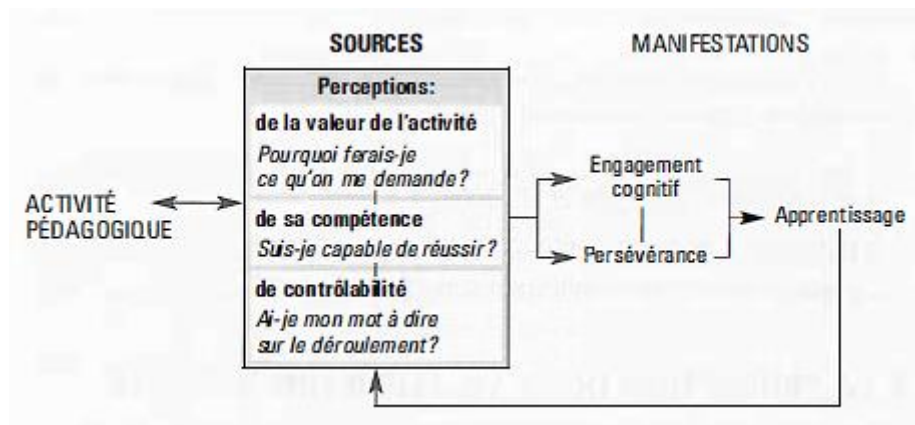 SOURCES
MANIFESTATIONS
Perceptions:
de la valeur de l'activité
Pourquoi ferais-je
ce qu'on me demande?
de sa compétence
Suis-je capable de réussir?
de contrôlabilité
Ai-je mon mot à dire
sur le déroulement?
ACTIVITÉ
PÉDAGOGIQUE
Engagement
cognitif
Persévérance
Apprentissage